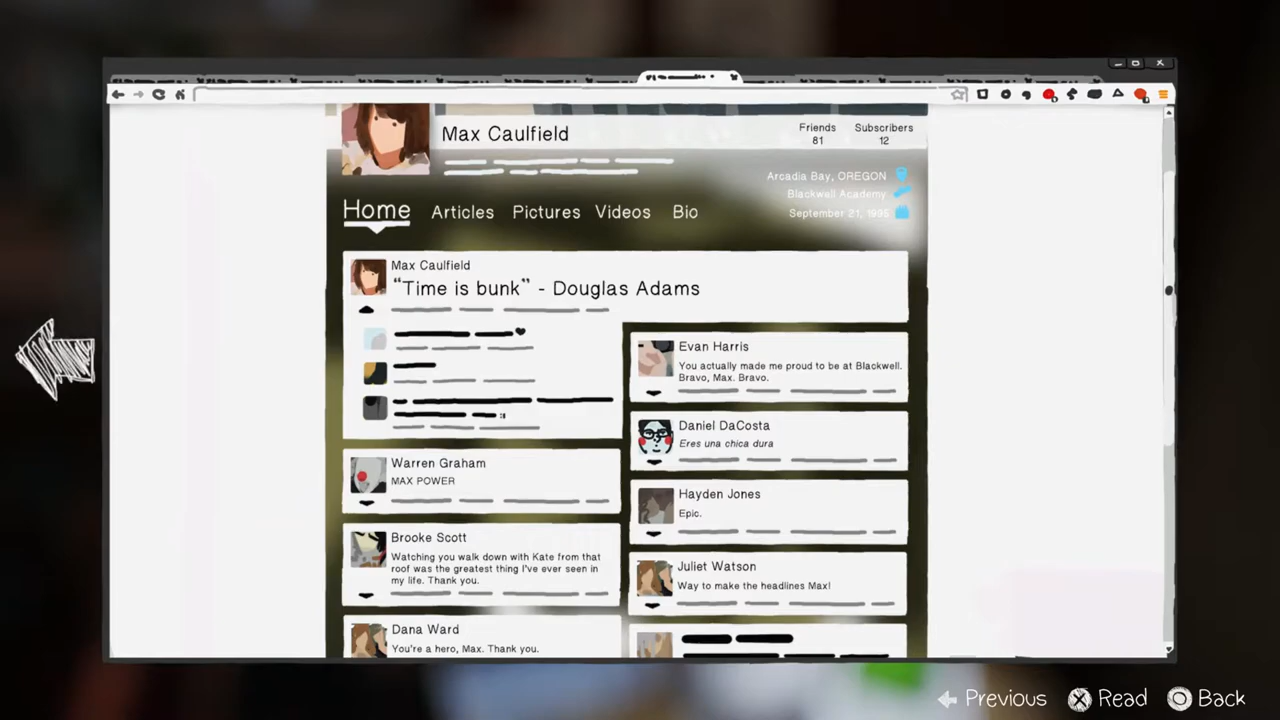 Max Caulfield
Friends
81
Subscribers
12
Arcadia Bay, OREGON
Blackwell Academy
September 21, 1995
Home Articles Pictures Videos Bio
Max Caulfield
“Time is bunk” - Douglas Adams
Warren Graham
MAX POWER
Brooke Scott
Watching you walk down with Kate from that
roof was the greatest thing I've ever seen in
my life. Thank you.
Dana Ward
You're a hero, Max. Thank you.
Evan Harris
You actually made me proud to be at Blackwell.
Bravo, Max. Bravo.
Daniel DaCosta
Eres una chica dura
Hayden Jones
Epic.
Juliet Watson
Way to make the headlines Max!
Previous Read Back